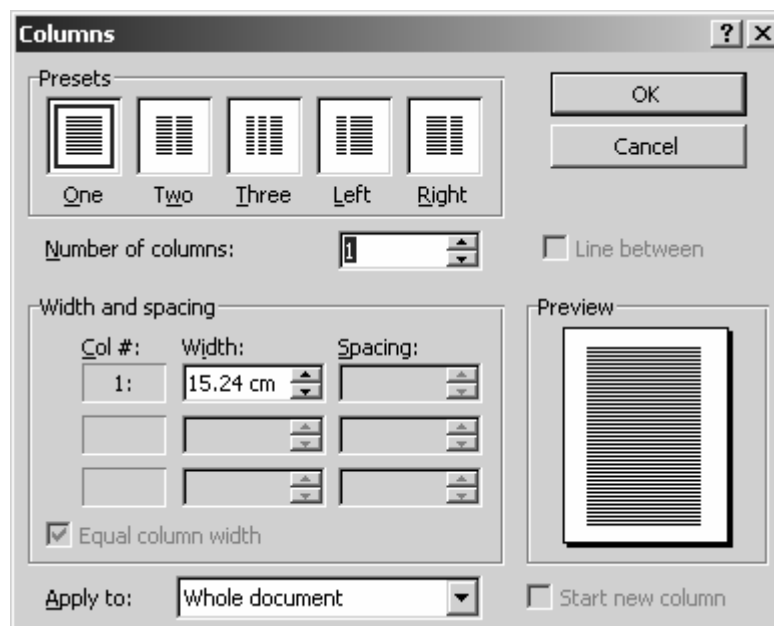 Columns
Presets
OK
Cancel
One Two Three Left Right
Number of columns: 1 Line between
Width and spacing Preview
Col #: Width: Spacing:
1: 15.24 cm
Equal column width
Apply to: Whole document Start new column